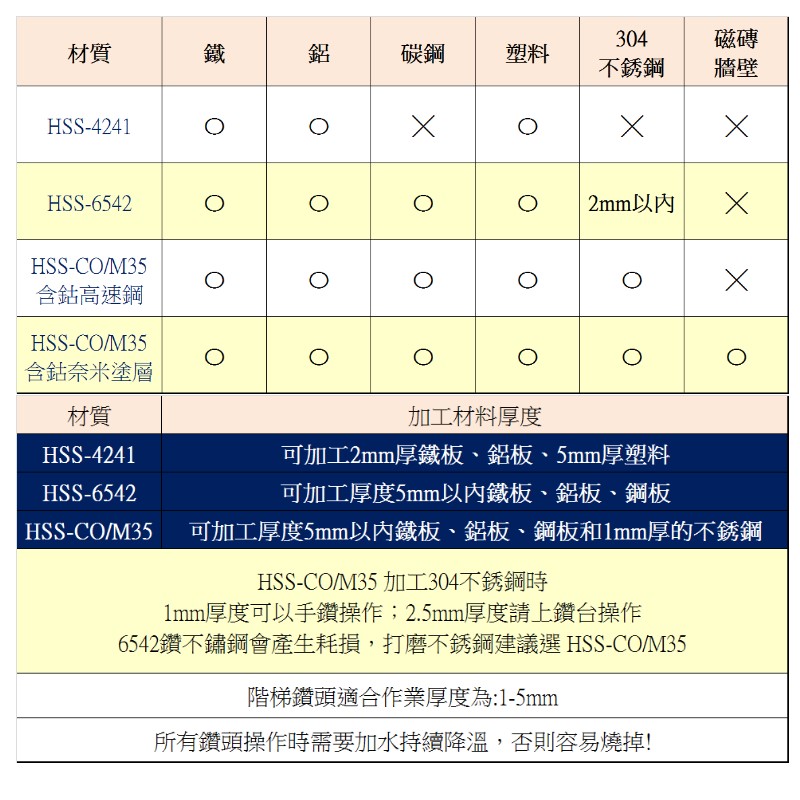 材質 鐵 鋁 碳鋼 塑料 304 不銹鋼 磁磚 牆壁
HSS-4241 ○ ○ × ○ × ×
HSS-6542 ○ ○ ○ ○ 2mm以內 ×
HSS-CO/M35 含鈷高速鋼 ○ ○ ○ ○ ○ ×
HSS-CO/M35 含鈷奈米塗層 ○ ○ ○ ○ ○ ○
材質 加工材料厚度
HSS-4241 可加工2mm厚鐵板、鋁板、5mm厚塑料
HSS-6542 可加工厚度5mm以內鐵板、鋁板、鋼板
HSS-CO/M35 可加工厚度5mm以內鐵板、鋁板、鋼板和1mm厚的不銹鋼
HSS-CO/M35 加工304不銹鋼時
1mm厚度可以手鑽操作；2.5mm厚度請上鑽台操作
6542鑽不鏽鋼會產生耗損，打磨不銹鋼建議選 HSS-CO/M35
階梯鑽頭適合作業厚度為:1-5mm
所有鑽頭操作時需要加水持續降溫，否則容易燒掉!